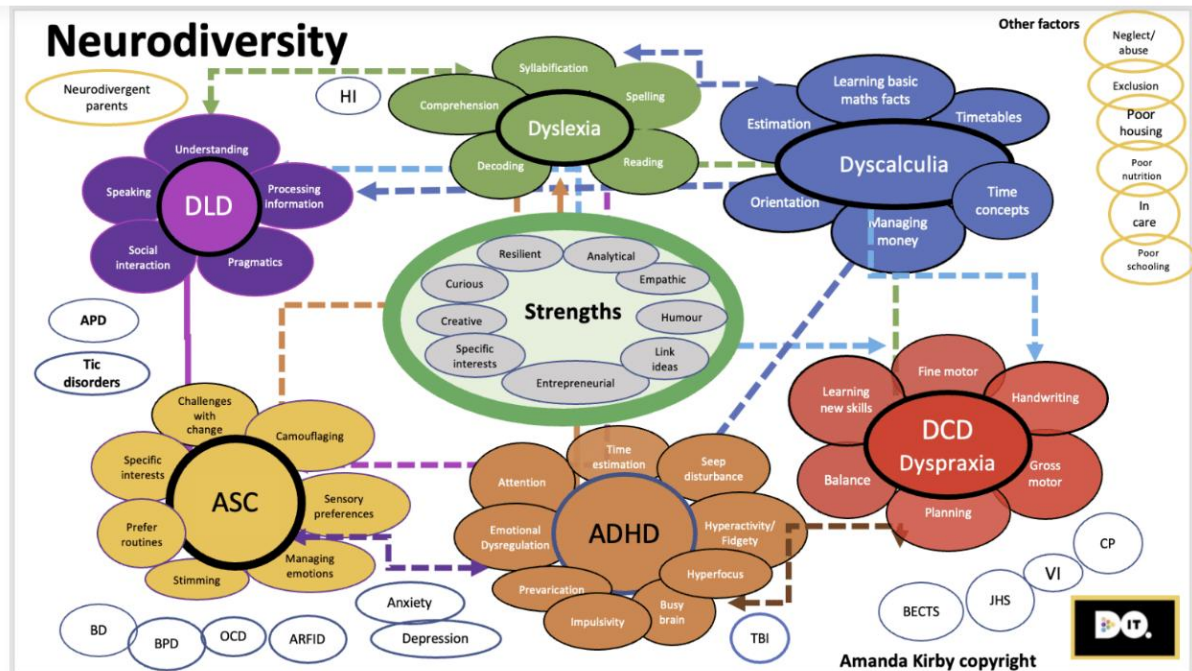 Neurodiversity
Other factors
Neglect/
abuse
Exclusion
Poor
housing
Poor
nutrition
In
care
Poor
schooling
Neurodivergent
parents
HI
Syllabification
Comprehension
Spelling
Dyslexia
Decoding
Reading
Learning basic
maths facts
Estimation
Timetables
Dyscalculia
Orientation
Time
concepts
Managing
money
Understanding
Speaking
Processing
information
DLD
Social
interaction
Pragmatics
APD
Tic
disorders
Resilient
Analytical
Curious
Empathic
Strengths
Creative
Humour
Specific
interests
Link
ideas
Entrepreneurial
Fine motor
Learning
new skills
Handwriting
DCD
Dyspraxia
Balance
Gross
motor
Planning
Challenges
with
change
Camouflaging
Specific
interests
ASC
Sensory
preferences
Prefer
routines
Managing
emotions
Stimming
Time
estimation
Seep
disturbance
Attention
Emotional
Dysregulation
ADHD
Hyperactivity/
Fidgety
Hyperfocus
Prevarication
Busy
brain
Impulsivity
BD
BPD
OCD
ARFID
Anxiety
Depression
TBI
BECTS
JHS
VI
CP
DO IT.
Amanda Kirby copyright